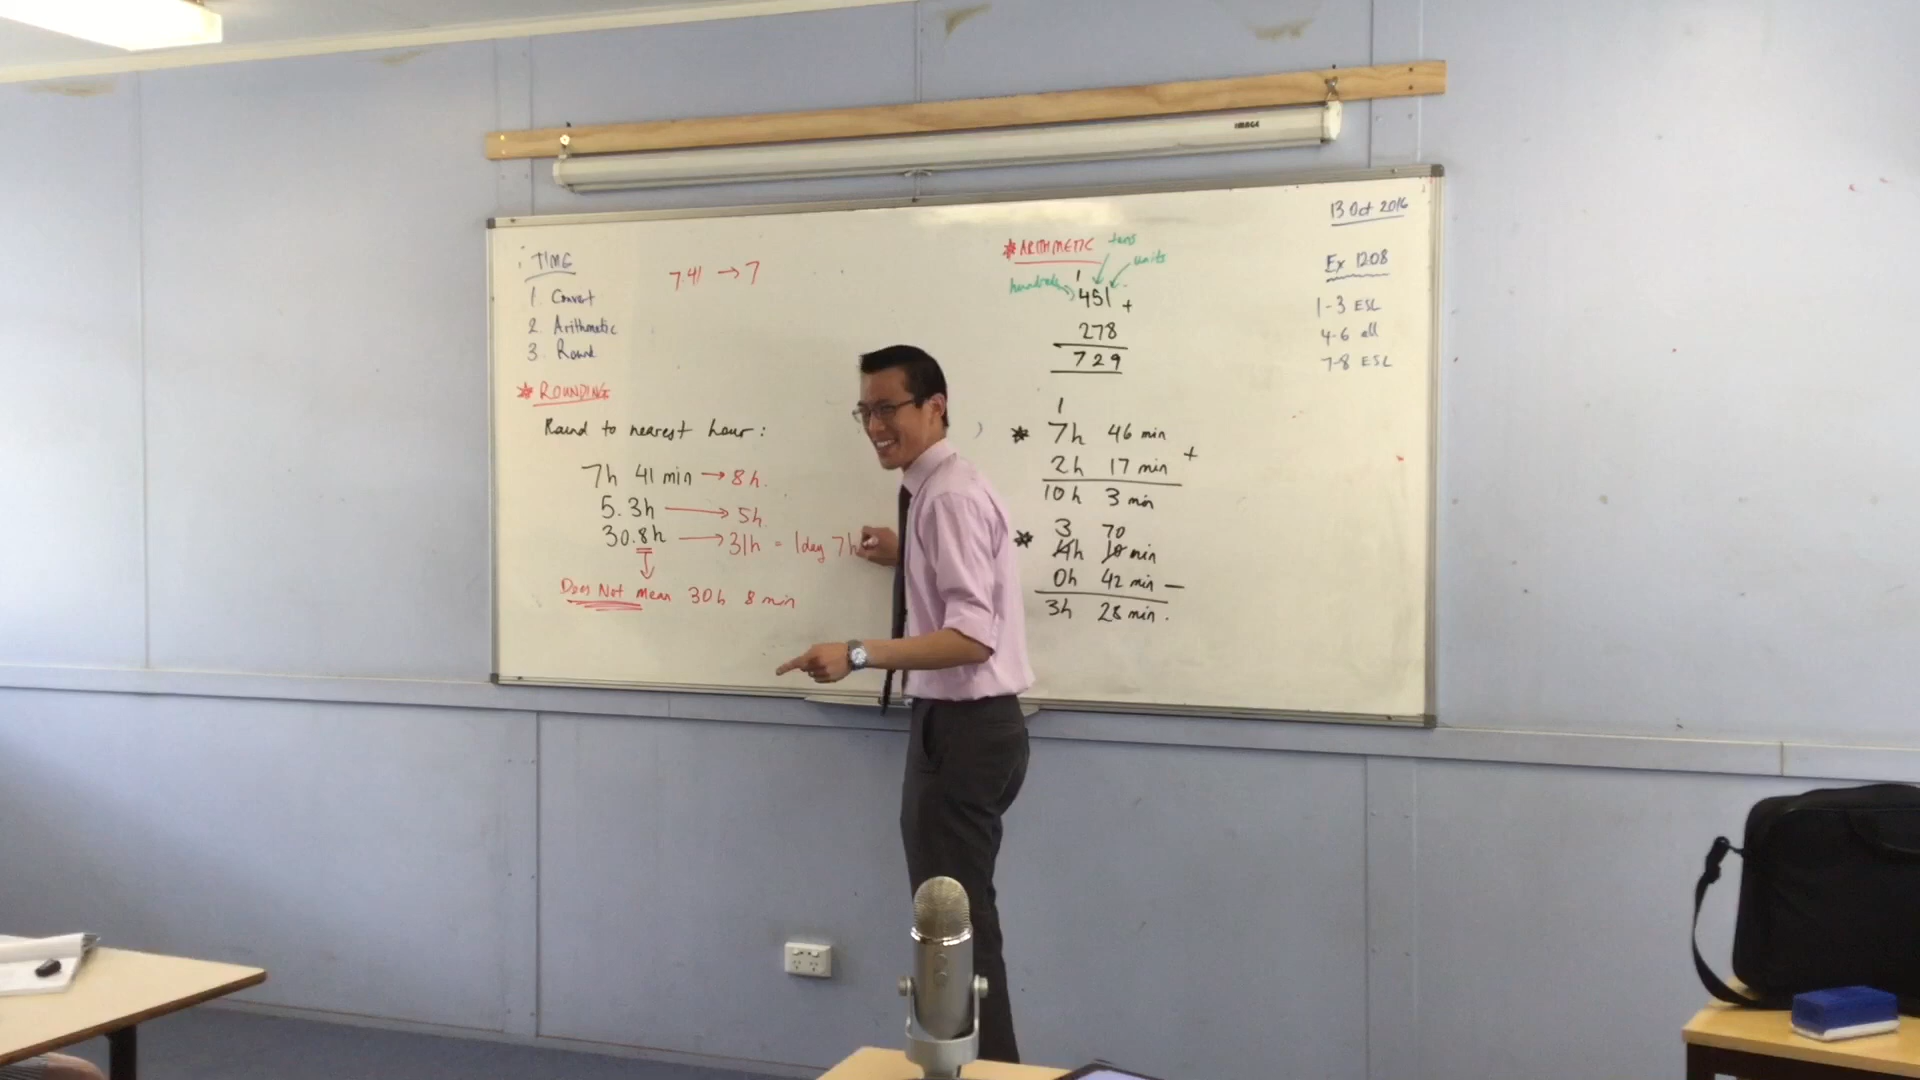 IMAGE
13 Oct 2016
TIME
1. Convert
2. Arithmetic
3. Round
7.41 → 7
* ROUNDING
Round to nearest hour:
7h 41 min → 8h.
5.3h → 5h
30.8h → 31h = 1day 7h
Does Not mean 30h 8 min
* ARITHMETIC
tens
units
hundreds
1
451 +
278
729
1
* 7h 46 min
2h 17 min +
10h 3 min
3 70
* 4h 10 min
0h 42 min —
3h 28 min.
Ex 1208
1-3 ESL
4-6 all
7-8 ESL